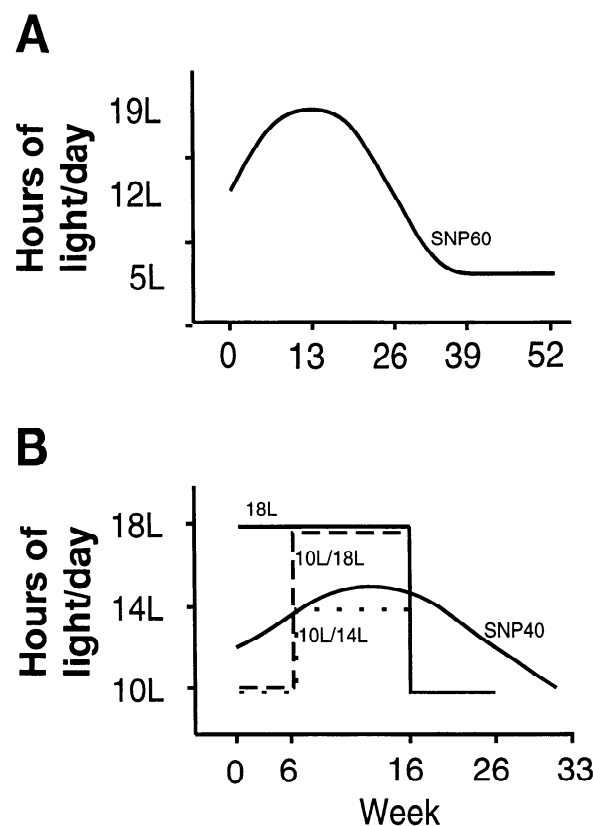 A
Hours of
light/day
19L
12L
5L
SNP60
0 13 26 39 52
B
Hours of
light/day
18L
14L
10L
18L
10L/18L
10L/14L
SNP40
0 6 16 26 33
Week